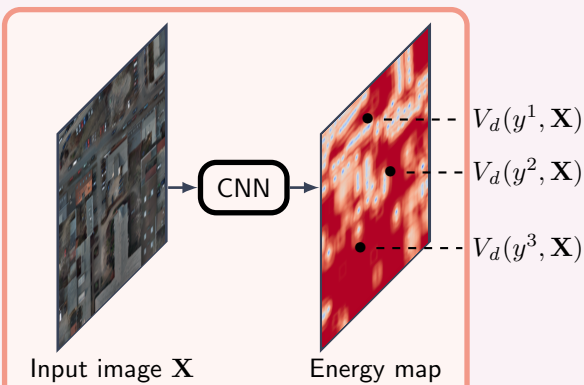 V_d(y^1, X)
CNN
V_d(y^2, X)
V_d(y^3, X)
Input image X
Energy map